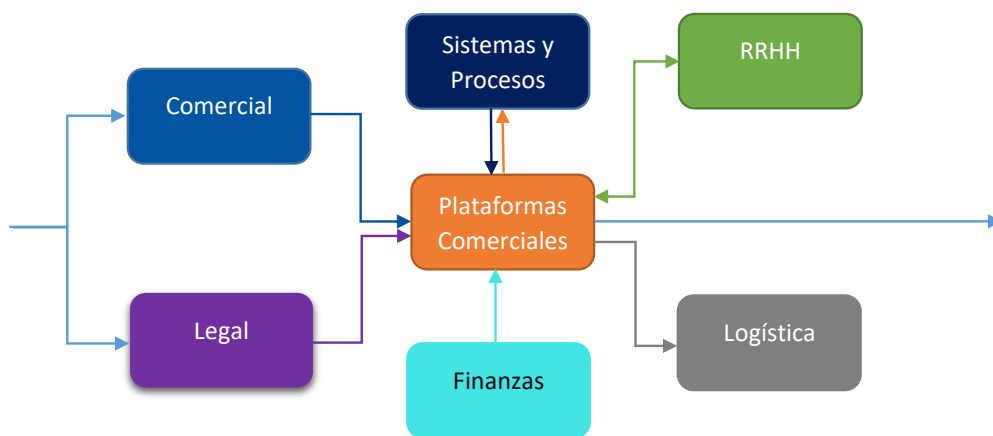 Sistemas y
Procesos
RRHH
Comercial
Plataformas
Comerciales
Legal
Logística
Finanzas